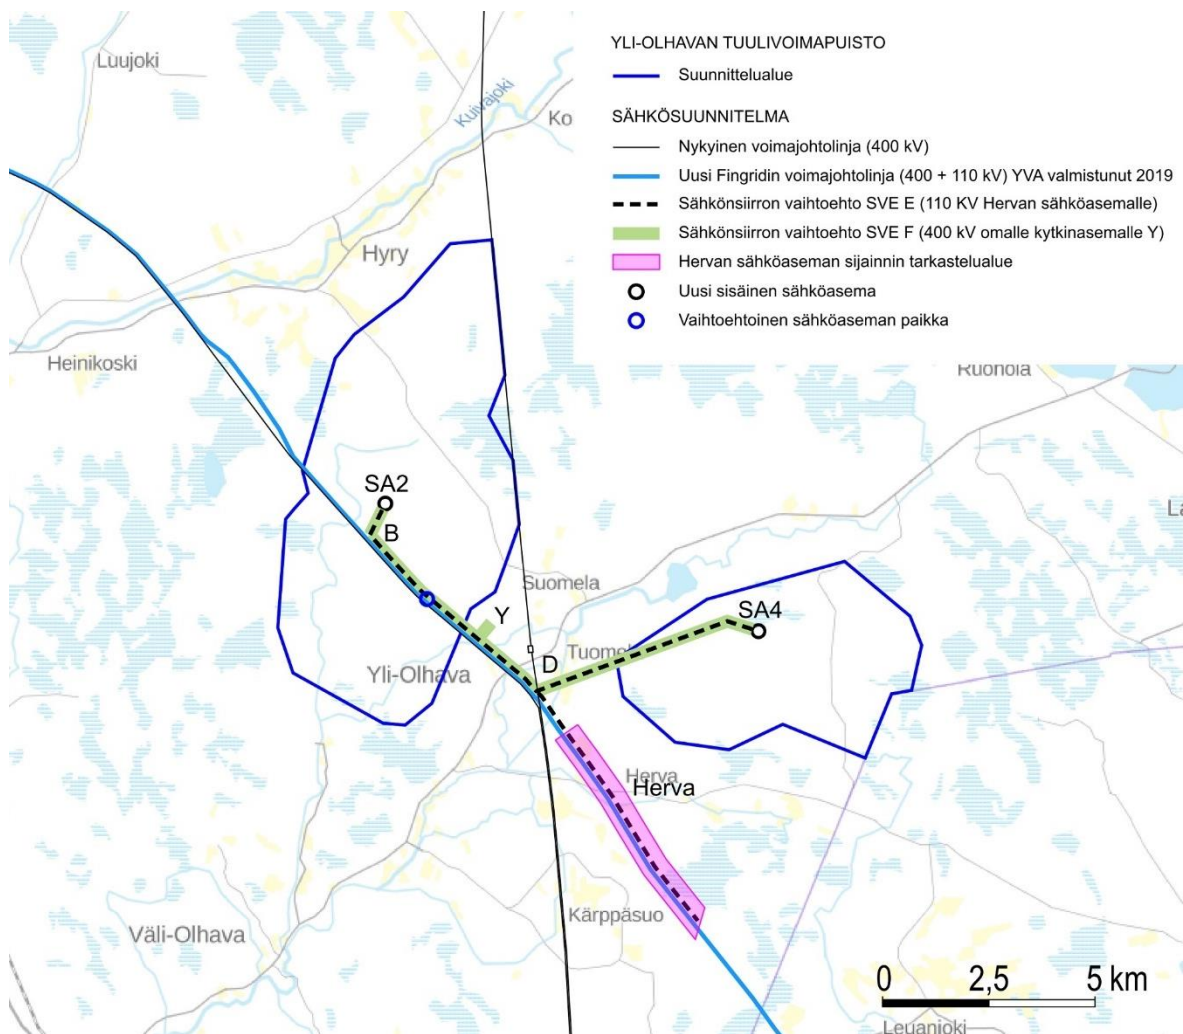 YLI-OLHAVAN TUULIVOIMAPUISTO
Suunnittelualue
SÄHKÖSUUNNITELMA
Nykyinen voimajohtolinja (400 kV)
Uusi Fingridin voimajohtolinja (400 + 110 kV) YVA valmistunut 2019
Sähkönsiirron vaihtoehto SVE E (110 KV Hervan sähköasemalle)
Sähkönsiirron vaihtoehto SVE F (400 kV omalle kytkinasemalle Y)
Hervan sähköaseman sijainnin tarkastelualue
Uusi sisäinen sähköasema
Vaihtoehtoinen sähköaseman paikka
Luujoki
Kuivajoki
Ko
Hyry
Heinikoski
Ruohola
SA2
B
La
Suomela
Y
SA4
Tuomel
D
Yli-Olhava
Herva
Herva
Kärppäsuo
Väli-Olhava
0 2,5 5 km
Leuanjoki